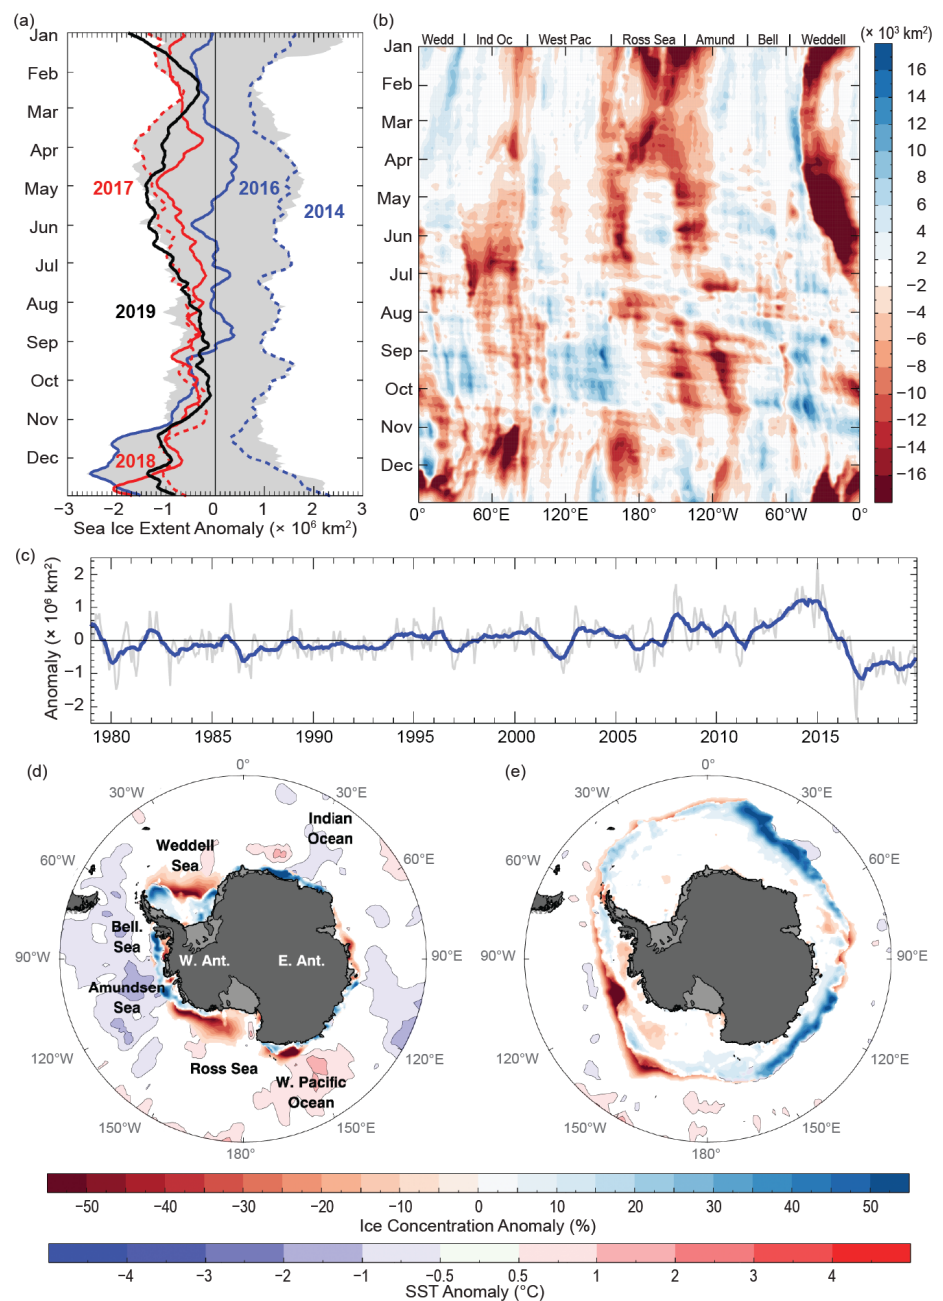 (a)
Jan
Feb
Mar
Apr
May
Jun
Jul
Aug
Sep
Oct
Nov
Dec
2017
2016
2014
2019
2018
−3 −2 −1 0 1 2 3
Sea Ice Extent Anomaly (× 10⁶ km²)
(b)
Wedd Ind Oc West Pac Ross Sea Amund Bell Weddell
Jan
Feb
Mar
Apr
May
Jun
Jul
Aug
Sep
Oct
Nov
Dec
0° 60°E 120°E 180° 120°W 60°W 0°
(× 10³ km²)
16
14
12
10
8
6
4
2
−2
−4
−6
−8
−10
−12
−14
−16
(c)
Anomaly (× 10⁶ km²)
2
1
0
−1
−2
1980 1985 1990 1995 2000 2005 2010 2015
(d)
0°
30°W 30°E
60°W 60°E
90°W 90°E
120°W 120°E
150°W 150°E
180°
Indian
Ocean
Weddell
Sea
Bell.
Sea
W. Ant. E. Ant.
Amundsen
Sea
Ross Sea
W. Pacific
Ocean
(e)
0°
30°W 30°E
60°W 60°E
90°W 90°E
120°W 120°E
150°W 150°E
180°
−50 −40 −30 −20 −10 0 10 20 30 40 50
Ice Concentration Anomaly (%)
−4 −3 −2 −1 −0.5 0.5 1 2 3 4
SST Anomaly (°C)